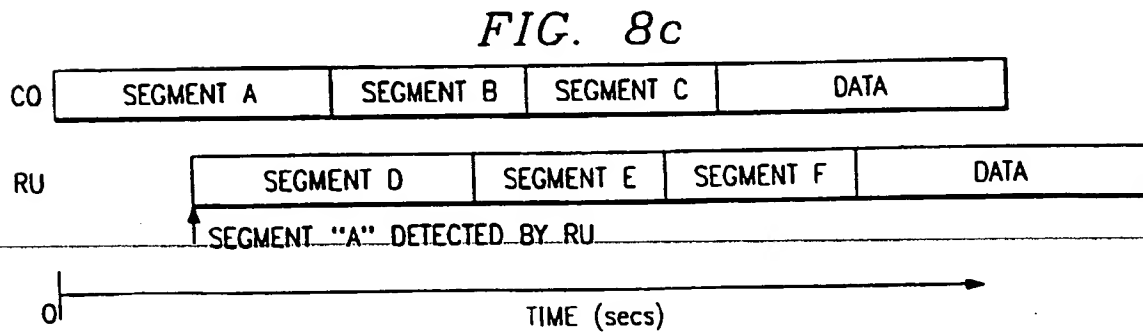 FIG. 8c
CO SEGMENT A SEGMENT B SEGMENT C DATA
RU SEGMENT D SEGMENT E SEGMENT F DATA
SEGMENT "A" DETECTED BY RU
0 TIME (secs)